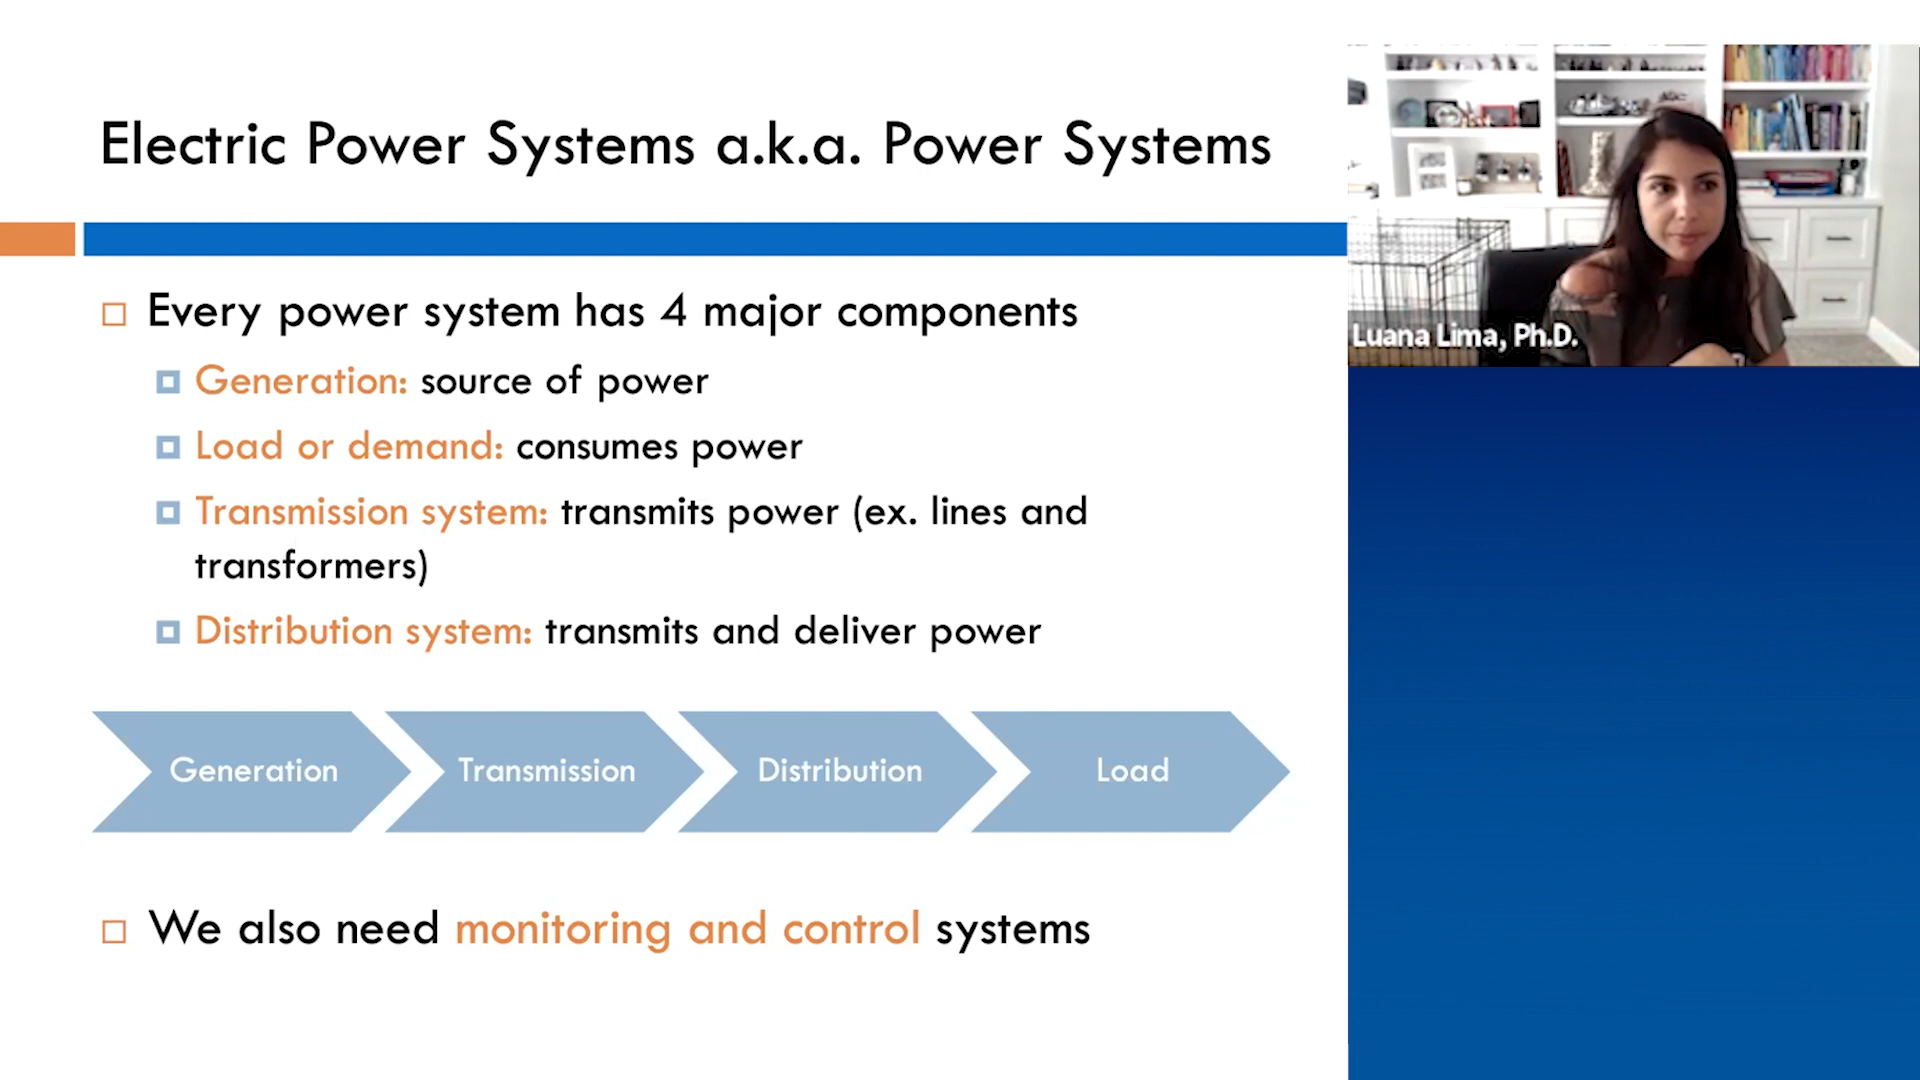 Electric Power Systems a.k.a. Power Systems
Every power system has 4 major components
Generation: source of power
Load or demand: consumes power
Transmission system: transmits power (ex. lines and
transformers)
Distribution system: transmits and deliver power
Generation
Transmission
Distribution
Load
We also need monitoring and control systems
Luana Lima, Ph.D.